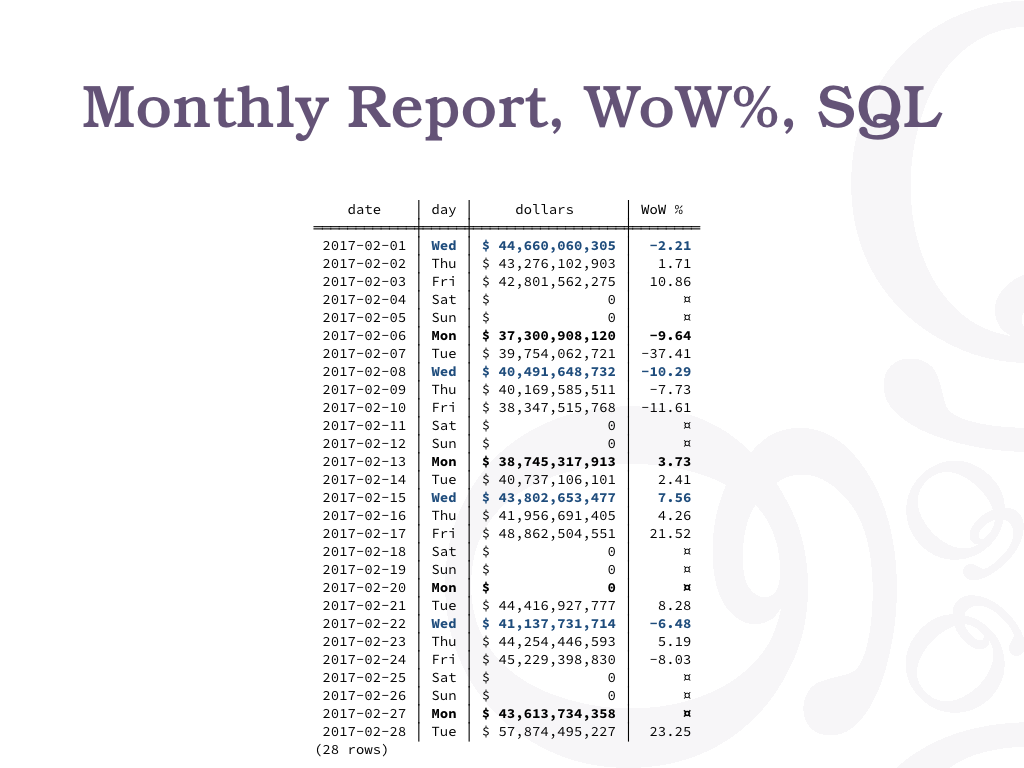 Monthly Report, WoW%, SQL
date │ day │ dollars │ WoW %
2017-02-01 │ Wed │ $ 44,660,060,305 │ -2.21
2017-02-02 │ Thu │ $ 43,276,102,903 │ 1.71
2017-02-03 │ Fri │ $ 42,801,562,275 │ 10.86
2017-02-04 │ Sat │ $ 0 │ ¤
2017-02-05 │ Sun │ $ 0 │ ¤
2017-02-06 │ Mon │ $ 37,300,908,120 │ -9.64
2017-02-07 │ Tue │ $ 39,754,062,721 │ -37.41
2017-02-08 │ Wed │ $ 40,491,648,732 │ -10.29
2017-02-09 │ Thu │ $ 40,169,585,511 │ -7.73
2017-02-10 │ Fri │ $ 38,347,515,768 │ -11.61
2017-02-11 │ Sat │ $ 0 │ ¤
2017-02-12 │ Sun │ $ 0 │ ¤
2017-02-13 │ Mon │ $ 38,745,317,913 │ 3.73
2017-02-14 │ Tue │ $ 40,737,106,101 │ 2.41
2017-02-15 │ Wed │ $ 43,802,653,477 │ 7.56
2017-02-16 │ Thu │ $ 41,956,691,405 │ 4.26
2017-02-17 │ Fri │ $ 48,862,504,551 │ 21.52
2017-02-18 │ Sat │ $ 0 │ ¤
2017-02-19 │ Sun │ $ 0 │ ¤
2017-02-20 │ Mon │ $ 0 │ ¤
2017-02-21 │ Tue │ $ 44,416,927,777 │ 8.28
2017-02-22 │ Wed │ $ 41,137,731,714 │ -6.48
2017-02-23 │ Thu │ $ 44,254,446,593 │ 5.19
2017-02-24 │ Fri │ $ 45,229,398,830 │ -8.03
2017-02-25 │ Sat │ $ 0 │ ¤
2017-02-26 │ Sun │ $ 0 │ ¤
2017-02-27 │ Mon │ $ 43,613,734,358 │ ¤
2017-02-28 │ Tue │ $ 57,874,495,227 │ 23.25
(28 rows)